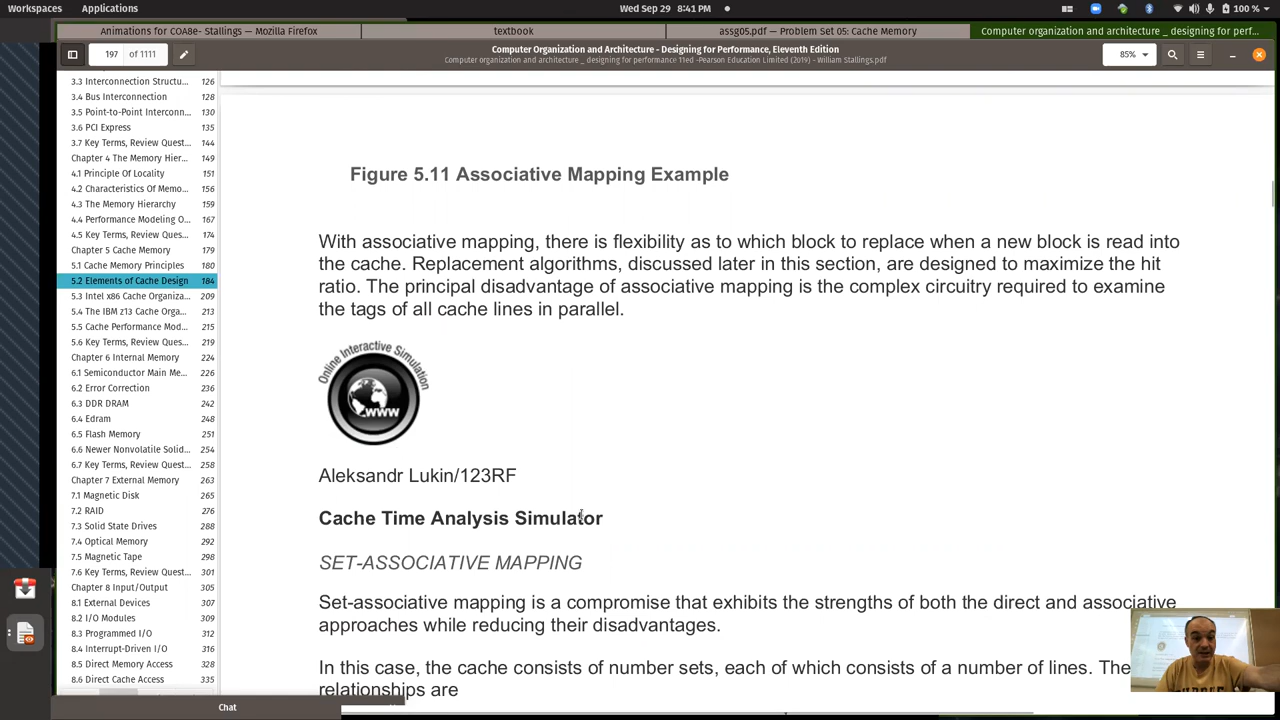 Workspaces Applications Wed Sep 29 8:41 PM 100 %
Animations for COA8e- Stallings — Mozilla Firefox textbook assg05.pdf — Problem Set 05: Cache Memory Computer organization and architecture _ designing for perf...
197 of 1111 Computer Organization and Architecture - Designing for Performance, Eleventh Edition 85%
Computer organization and architecture _ designing for performance 11ed -Pearson Education Limited (2019) - William Stallings.pdf
3.3 Interconnection Structu... 126
3.4 Bus Interconnection 128
3.5 Point-to-Point Interconn... 130
3.6 PCI Express 135
3.7 Key Terms, Review Quest... 144
Chapter 4 The Memory Hier... 149
4.1 Principle Of Locality 151
4.2 Characteristics Of Memo... 156
4.3 The Memory Hierarchy 159
4.4 Performance Modeling O... 167
4.5 Key Terms, Review Ques... 174
Chapter 5 Cache Memory 179
5.1 Cache Memory Principles 180
5.2 Elements of Cache Design 184
5.3 Intel x86 Cache Organiza... 209
5.4 The IBM z13 Cache Orga... 213
5.5 Cache Performance Mod... 215
5.6 Key Terms, Review Ques... 219
Chapter 6 Internal Memory 224
6.1 Semiconductor Main Me... 226
6.2 Error Correction 236
6.3 DDR DRAM 242
6.4 Edram 248
6.5 Flash Memory 251
6.6 Newer Nonvolatile Solid... 254
6.7 Key Terms, Review Quest... 258
Chapter 7 External Memory 263
7.1 Magnetic Disk 265
7.2 RAID 276
7.3 Solid State Drives 288
7.4 Optical Memory 292
7.5 Magnetic Tape 298
7.6 Key Terms, Review Quest... 301
Chapter 8 Input/Output 305
8.1 External Devices 307
8.2 I/O Modules 309
8.3 Programmed I/O 312
8.4 Interrupt-Driven I/O 316
8.5 Direct Memory Access 328
8.6 Direct Cache Access 335
Chat
Figure 5.11 Associative Mapping Example
With associative mapping, there is flexibility as to which block to replace when a new block is read into
the cache. Replacement algorithms, discussed later in this section, are designed to maximize the hit
ratio. The principal disadvantage of associative mapping is the complex circuitry required to examine
the tags of all cache lines in parallel.
Online Interactive Simulation
WWW
Aleksandr Lukin/123RF
Cache Time Analysis Simulator
SET-ASSOCIATIVE MAPPING
Set-associative mapping is a compromise that exhibits the strengths of both the direct and associative
approaches while reducing their disadvantages.
In this case, the cache consists of number sets, each of which consists of a number of lines. The
relationships are